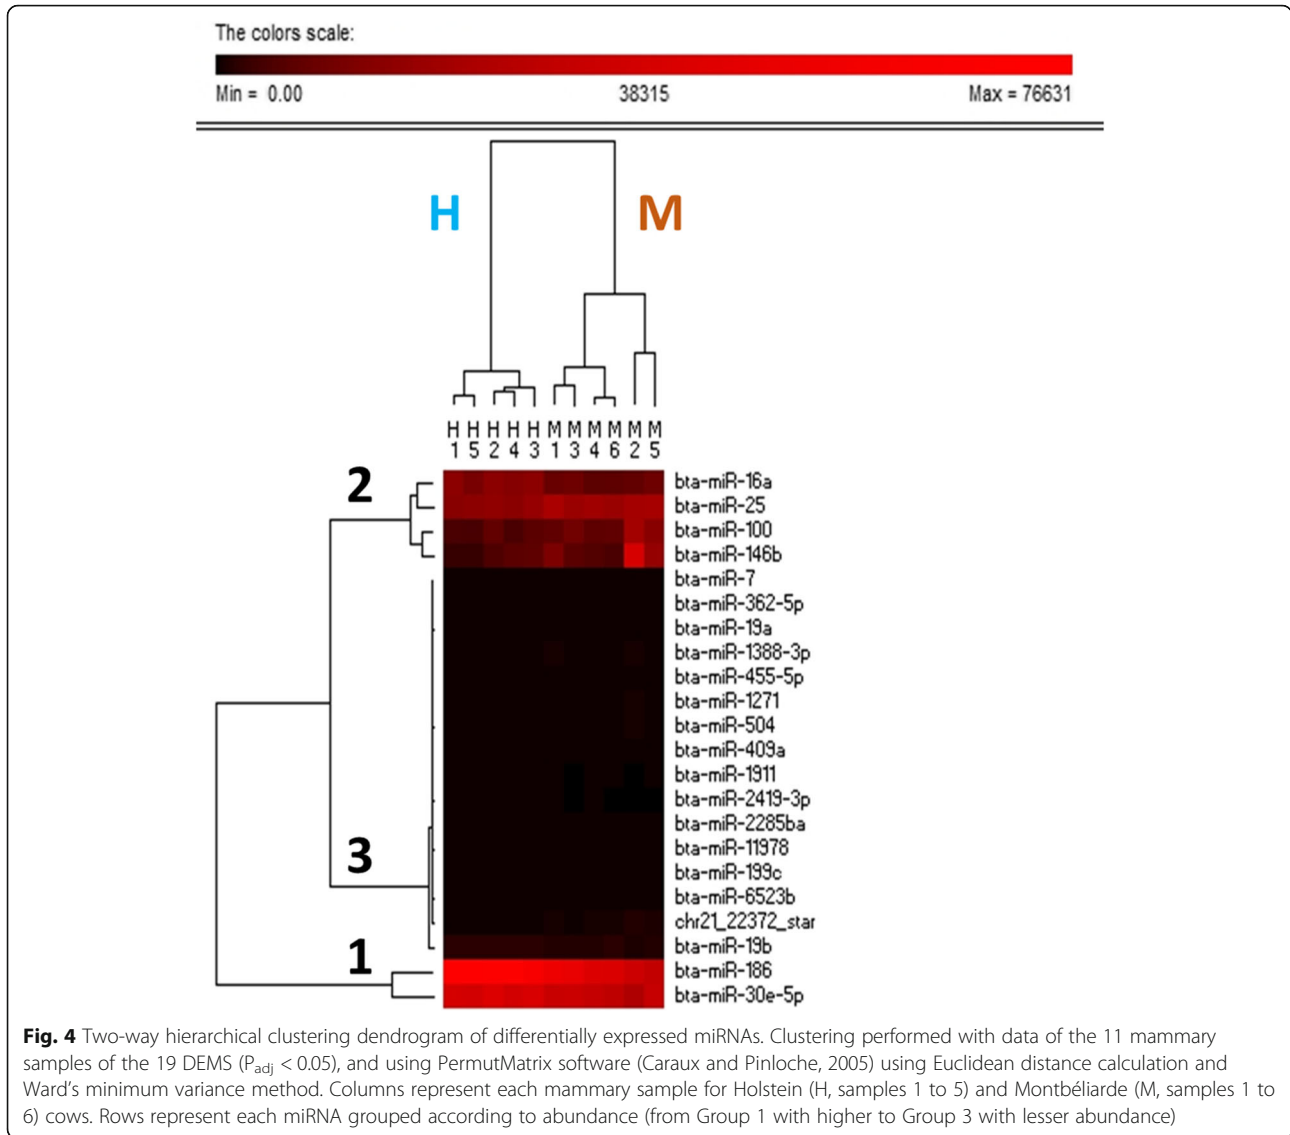 The colors scale:
Min = 0.00 38315 Max = 76631
H M
H H H H H M M M M M M
1 5 2 4 3 1 3 4 6 2 5
2
bta-miR-16a
bta-miR-25
bta-miR-100
bta-miR-146b
bta-miR-7
bta-miR-362-5p
bta-miR-19a
bta-miR-1388-3p
bta-miR-455-5p
bta-miR-1271
bta-miR-504
bta-miR-409a
bta-miR-1911
bta-miR-2419-3p
bta-miR-2285ba
3
bta-miR-11978
bta-miR-199c
bta-miR-6523b
chr21_22372_star
bta-miR-19b
1
bta-miR-186
bta-miR-30e-5p
Fig. 4 Two-way hierarchical clustering dendrogram of differentially expressed miRNAs. Clustering performed with data of the 11 mammary
samples of the 19 DEMS (Padj < 0.05), and using PermutMatrix software (Caraux and Pinloche, 2005) using Euclidean distance calculation and
Ward's minimum variance method. Columns represent each mammary sample for Holstein (H, samples 1 to 5) and Montbéliarde (M, samples 1 to
6) cows. Rows represent each miRNA grouped according to abundance (from Group 1 with higher to Group 3 with lesser abundance)